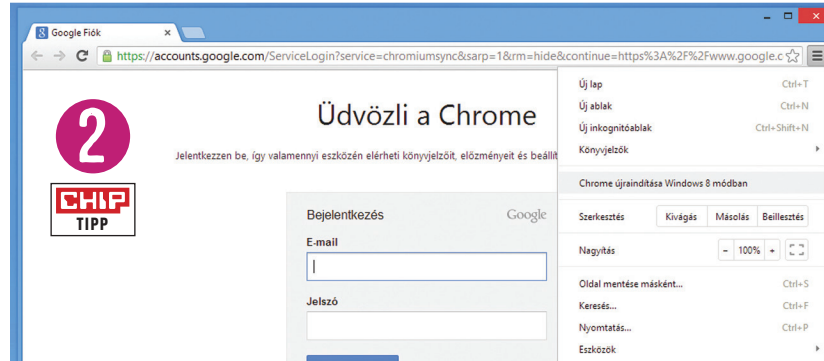 Google Fiók
https://accounts.google.com/ServiceLogin?service=chromiumsync&sarp=1&rm=hide&continue=https%3A%2F%2Fwww.google.c
2
CHIP
TIPP
Üdvözli a Chrome
Jelentkezzen be, így valamennyi eszközén elérheti könyvjelzőit, előzményeit és beállít
Bejelentkezés Google
E-mail
Jelszó
Új lap Ctrl+T
Új ablak Ctrl+N
Új inkognitóablak Ctrl+Shift+N
Könyvjelzők
Chrome újraindítása Windows 8 módban
Szerkesztés Kivágás Másolás Beillesztés
Nagyítás - 100% +
Oldal mentése másként... Ctrl+S
Keresés... Ctrl+F
Nyomtatás... Ctrl+P
Eszközök